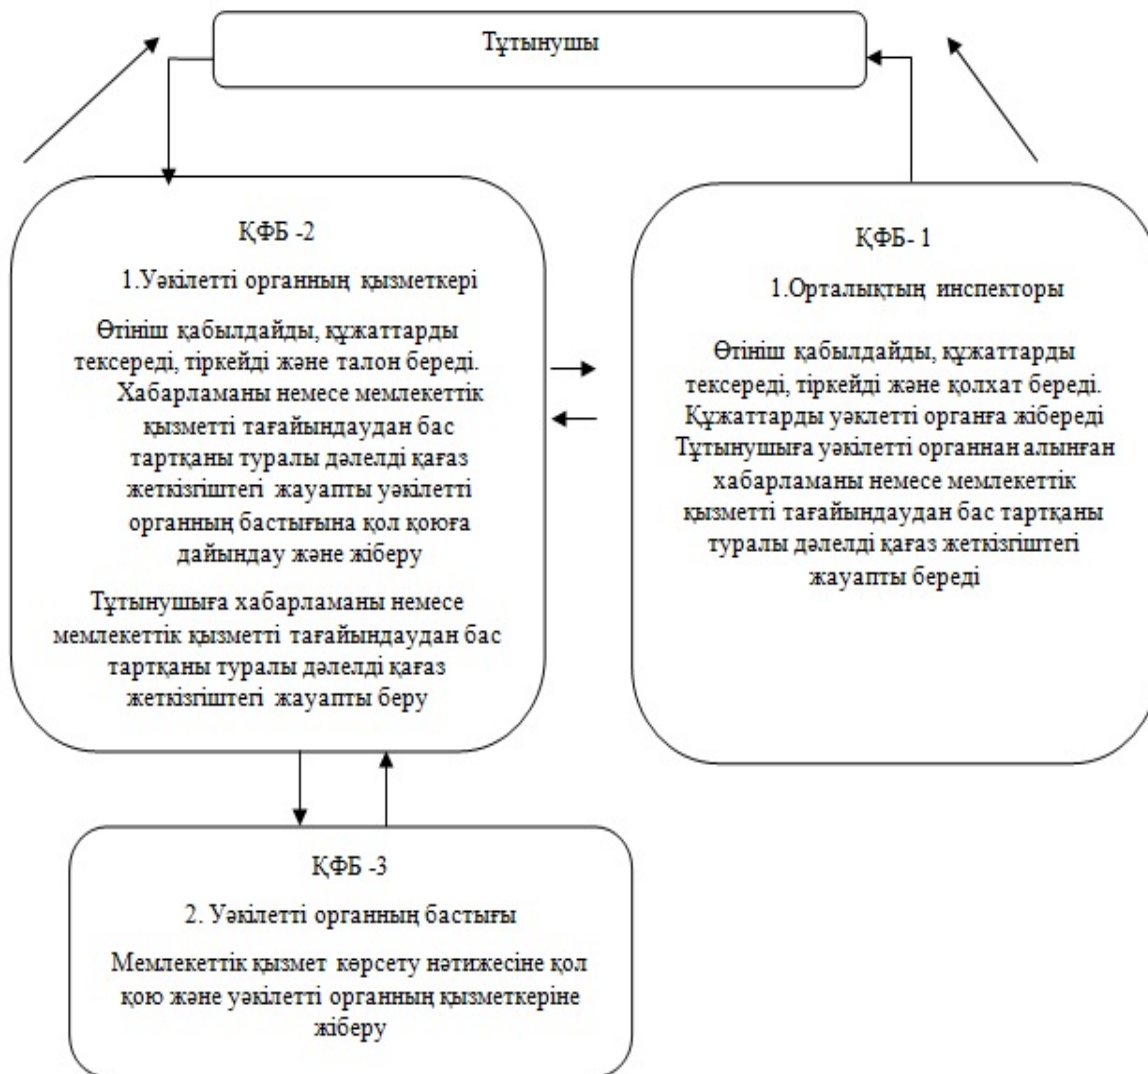 Тұтынушы
ҚФБ -2
1.Уәкілетті органның қызметкері
Өтініш қабылдайды, құжаттарды
тексереді, тіркейді және талон береді.
Хабарламаны немесе мемлекеттік
қызметті тағайындаудан бас
тартқаны туралы дәлелді қағаз
жеткізгіштегі жауапты уәкілетті
органның бастығына қол қоюға
дайындау және жіберу
Тұтынушыға хабарламаны немесе
мемлекеттік қызметті тағайындаудан бас
тартқаны туралы дәлелді қағаз
жеткізгіштегі жауапты беру
ҚФБ- 1
1.Орталықтың инспекторы
Өтініш қабылдайды, құжаттарды
тексереді, тіркейді және қолхат береді.
Құжаттарды уәклетті органға жібереді
Тұтынушыға уәкілетті органнан алынған
хабарламаны немесе мемлекеттік
қызметті тағайындаудан бас тартқаны
туралы дәлелді қағаз жеткізгіштегі
жауапты береді
ҚФБ -3
2. Уәкілетті органның бастығы
Мемлекеттік қызмет көрсету нәтижесіне қол
қою және уәкілетті органның қызметкеріне
жіберу